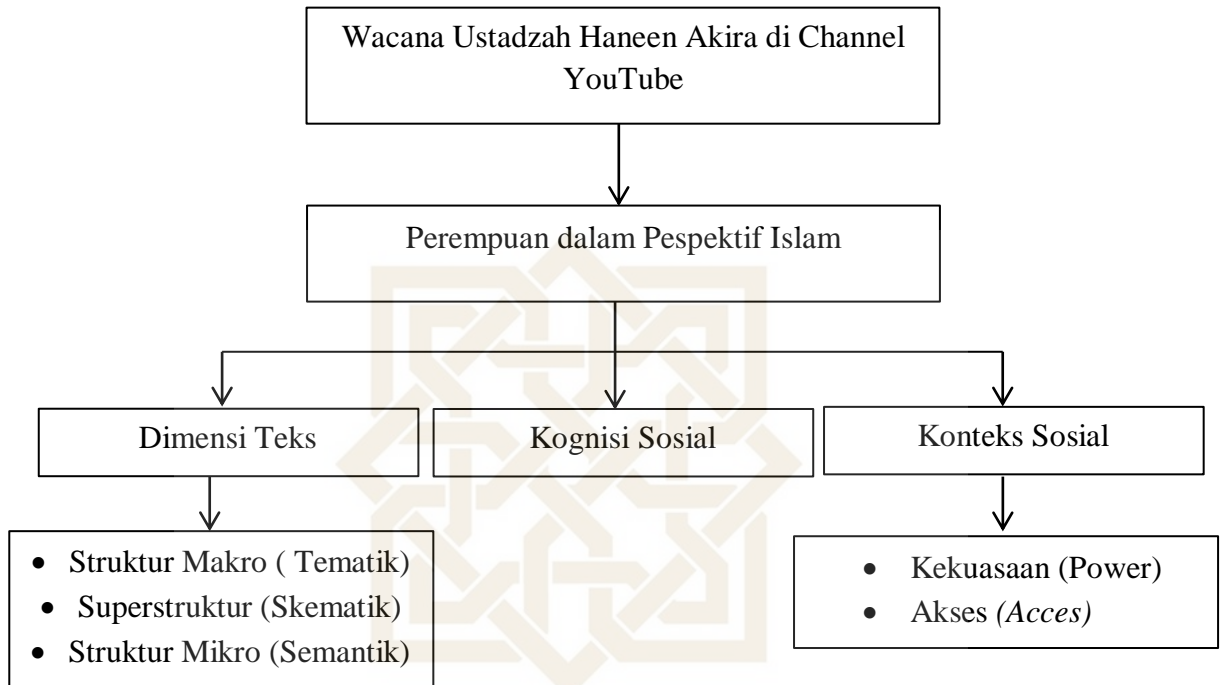 Wacana Ustadzah Haneen Akira di Channel
YouTube
Perempuan dalam Pespektif Islam
Dimensi Teks
Kognisi Sosial
Konteks Sosial
• Struktur Makro ( Tematik)
• Superstruktur (Skematik)
• Struktur Mikro (Semantik)
• Kekuasaan (Power)
• Akses (Acces)